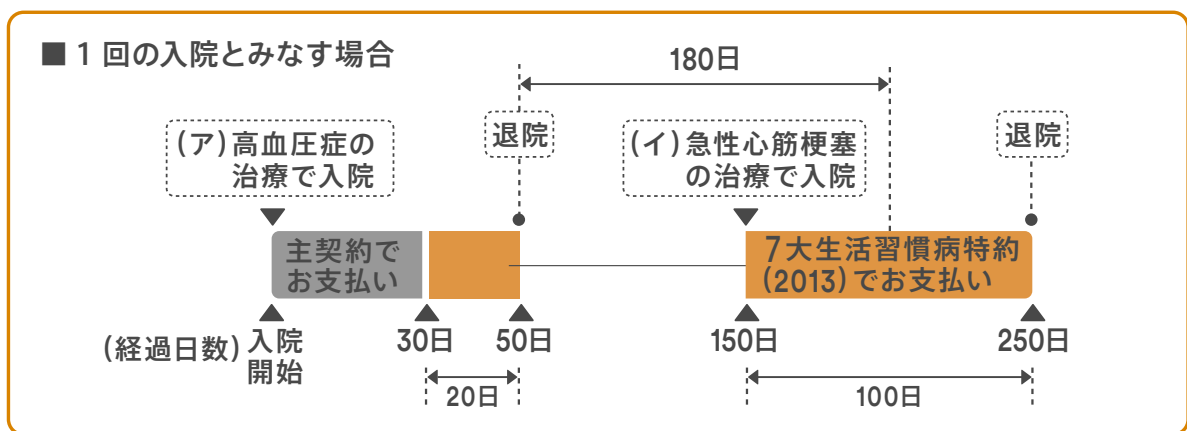 ■1回の入院とみなす場合
180日
(ア)高血圧症の
治療で入院
退院
(イ)急性心筋梗塞
の治療で入院
退院
主契約で
お支払い
7大生活習慣病特約
(2013)でお支払い
(経過日数)
入院
開始
30日
50日
150日
250日
20日
100日